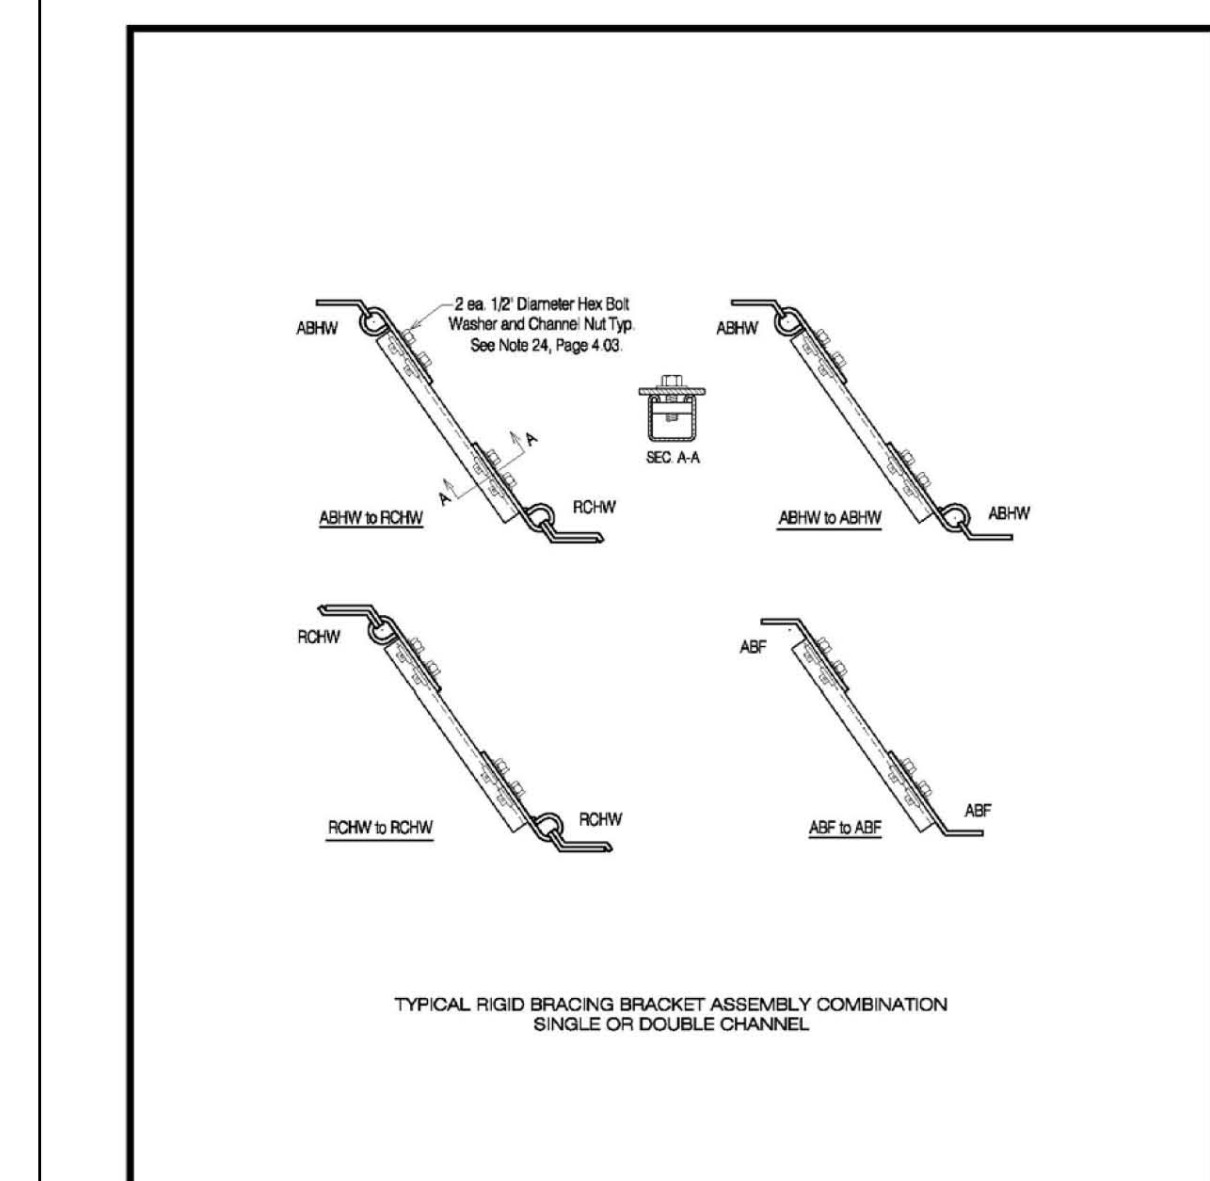 2 ea. 1/2" Diameter Hex Bolt
Washer and Channel Nut Typ.
See Note 24, Page 4.03.
ABHW
A
A
SEC. A-A
RCHW
ABHW to RCHW
ABHW
ABHW
ABHW to ABHW
RCHW
RCHW
RCHW to RCHW
ABF
ABF
ABF to ABF
TYPICAL RIGID BRACING BRACKET ASSEMBLY COMBINATION
SINGLE OR DOUBLE CHANNEL